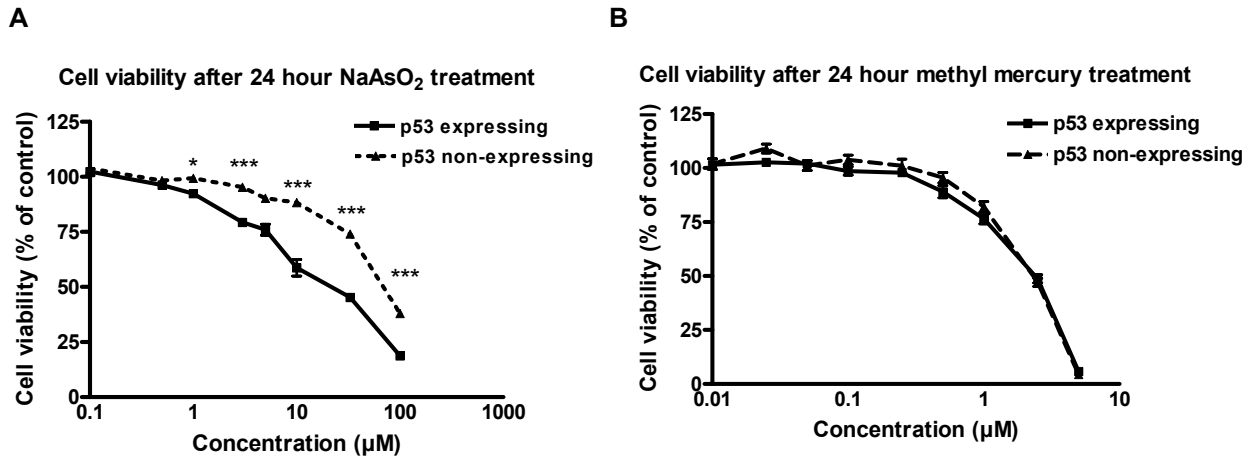 A
Cell viability after 24 hour NaAsO₂ treatment
Cell viability (% of control)
125
100
75
50
25
0
0.1
1
10
100
1000
Concentration (µM)
p53 expressing
p53 non-expressing
*
***
***
***
***
B
Cell viability after 24 hour methyl mercury treatment
Cell viability (% of control)
125
100
75
50
25
0
0.01
0.1
1
10
Concentration (µM)
p53 expressing
p53 non-expressing